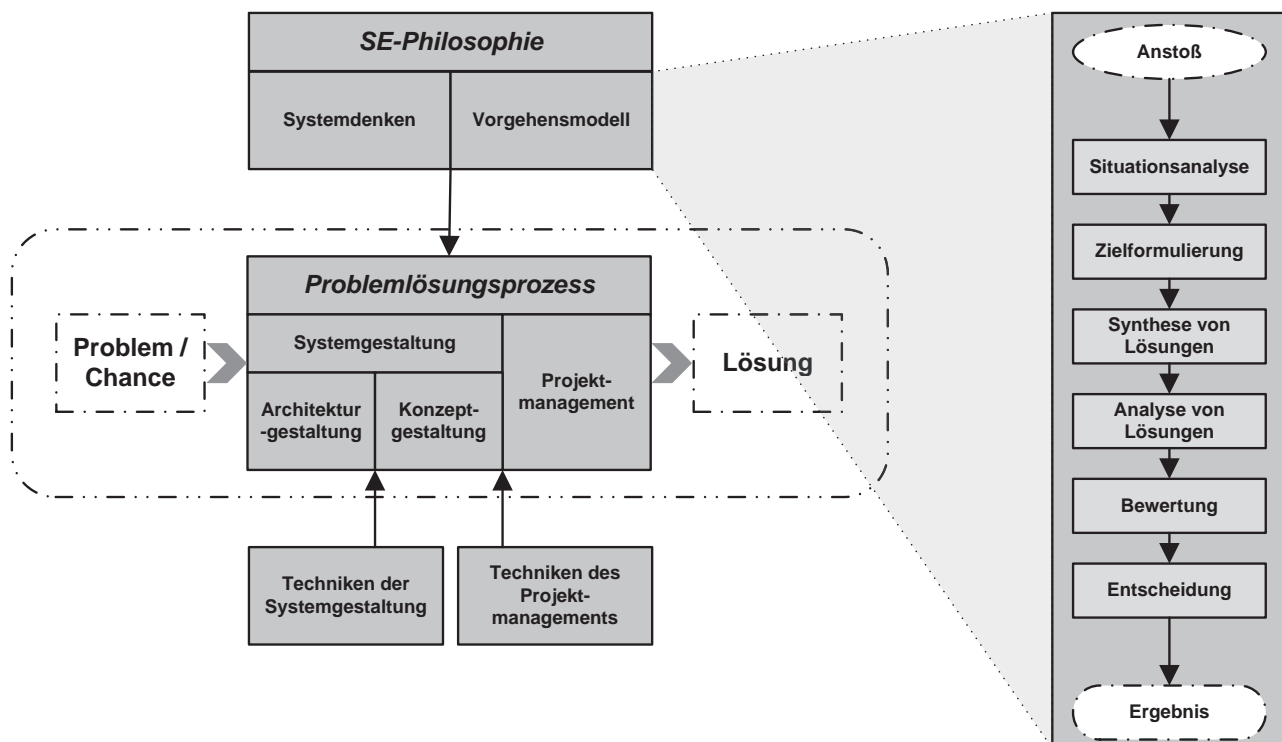 SE-Philosophie
Systemdenken
Vorgehensmodell
Problemlösungsprozess
Problem /
Chance
Systemgestaltung
Architektur
-gestaltung
Konzept-
gestaltung
Projekt-
management
Lösung
Techniken der
Systemgestaltung
Techniken des
Projekt-
managements
Anstoß
Situationsanalyse
Zielformulierung
Synthese von
Lösungen
Analyse von
Lösungen
Bewertung
Entscheidung
Ergebnis